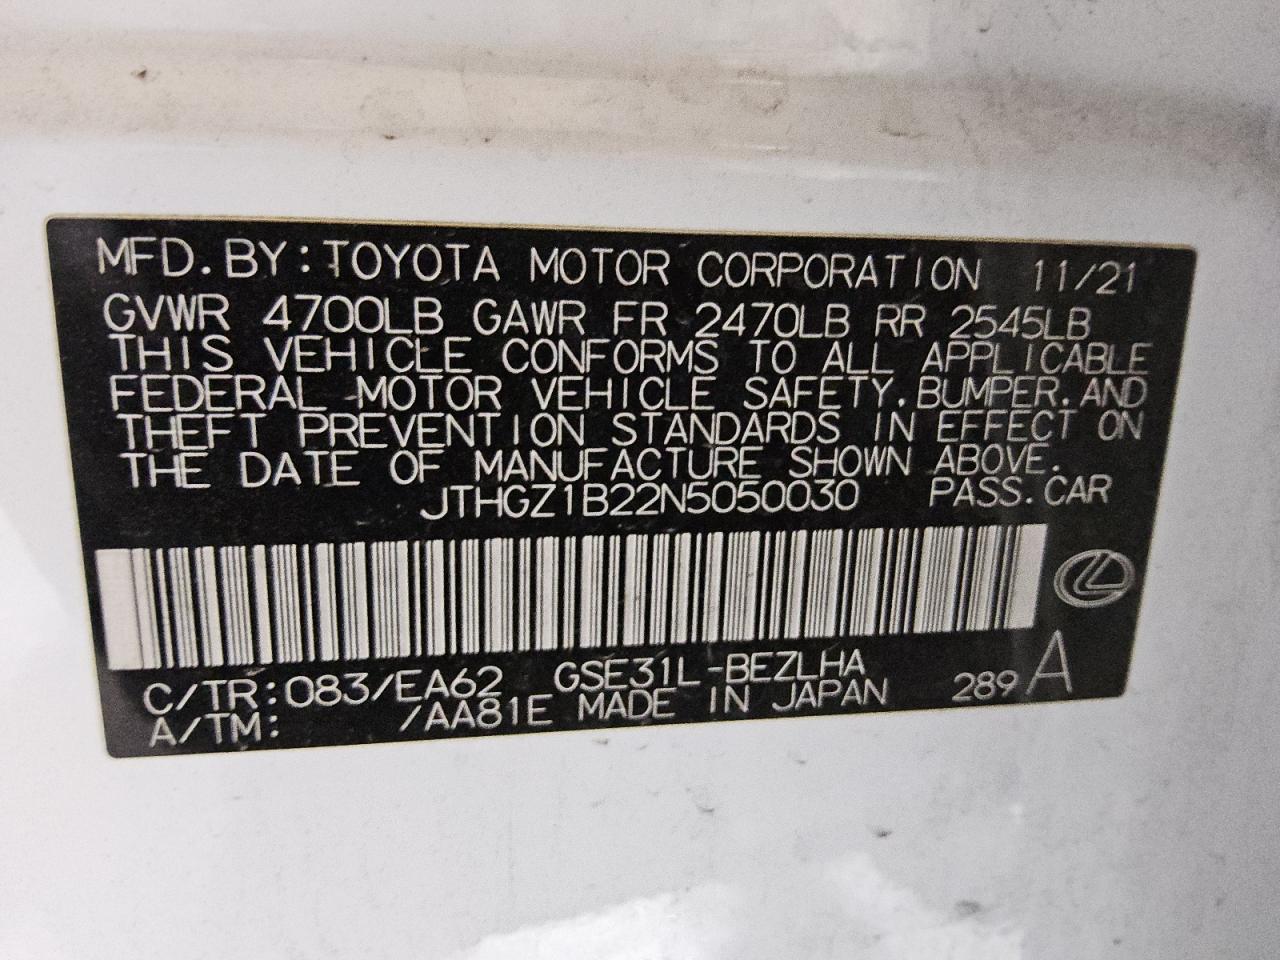 MFD. BY: TOYOTA MOTOR CORPORATION 11/21
GVWR 4700LB GAWR FR 2470LB RR 2545LB
THIS VEHICLE CONFORMS TO ALL APPLICABLE
FEDERAL MOTOR VEHICLE SAFETY, BUMPER, AND
THEFT PREVENTION STANDARDS IN EFFECT ON
THE DATE OF MANUFACTURE SHOWN ABOVE.
JTHGZ1B22N5050030 PASS. CAR
C/TR: 083/EA62 GSE31L-BEZLHA
A/TM: /AA81E MADE IN JAPAN 289 A